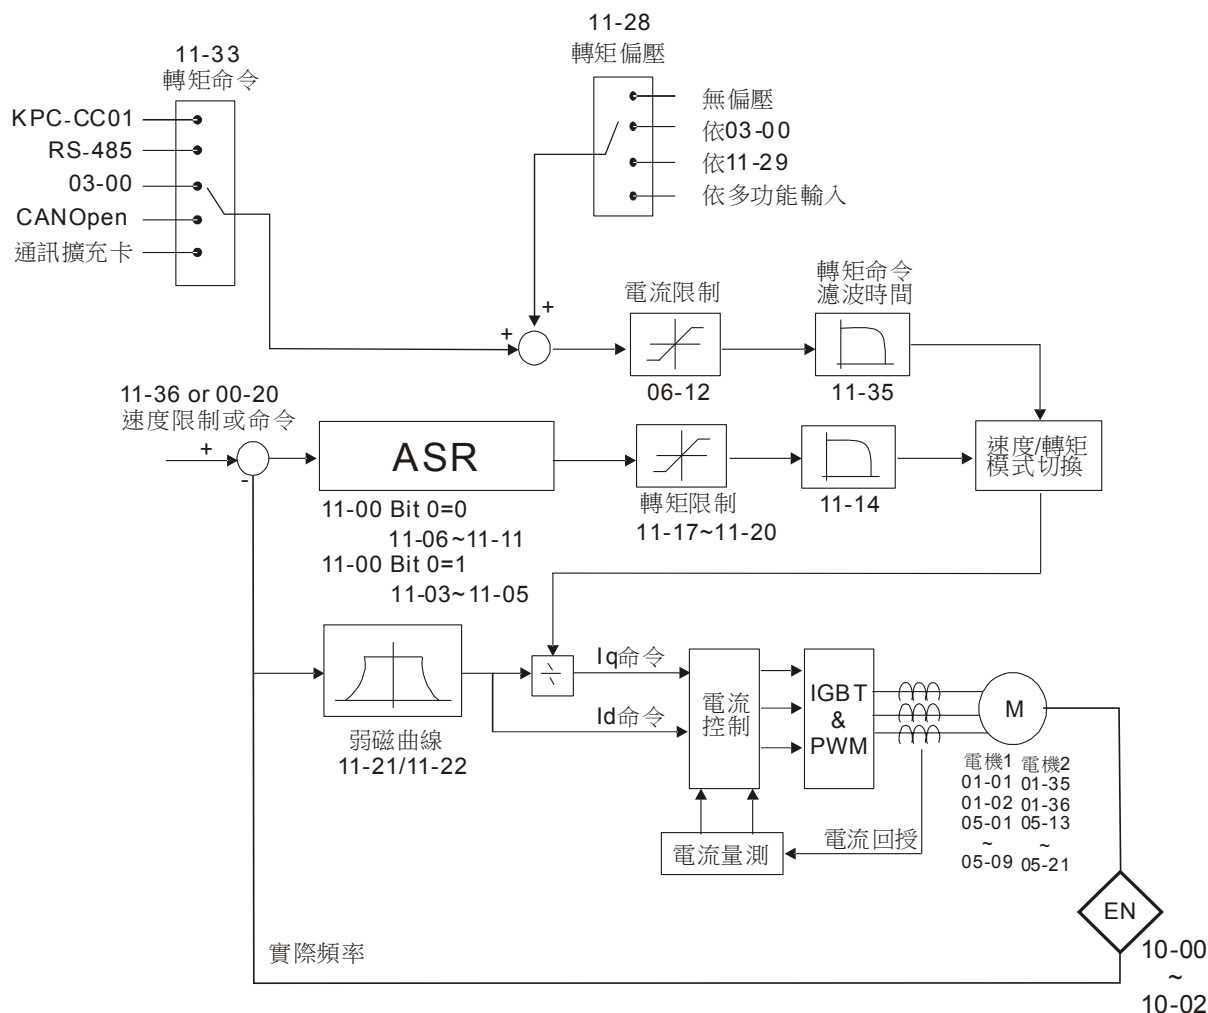 11-28
轉矩偏壓
11-33
轉矩命令
無偏壓
依03-00
依11-29
依多功能輸入
KPC-CC01
RS-485
03-00
CANOpen
通訊擴充卡
轉矩命令
濾波時間
電流限制
+
+
06-12
11-35
11-36 or 00-20
速度限制或命令
+
-
ASR
速度/轉矩
模式切換
轉矩限制
11-17~11-20
11-14
11-00 Bit 0=0
11-06~11-11
11-00 Bit 0=1
11-03~11-05
Iq命令
Id命令
÷
電流
控制
IGBT
&
PWM
M
弱磁曲線
11-21/11-22
電機1 電機2
01-01 01-35
01-02 01-36
05-01 05-13
~ ~
05-09 05-21
電流量測
電流回授
EN
10-00
~
10-02
實際頻率